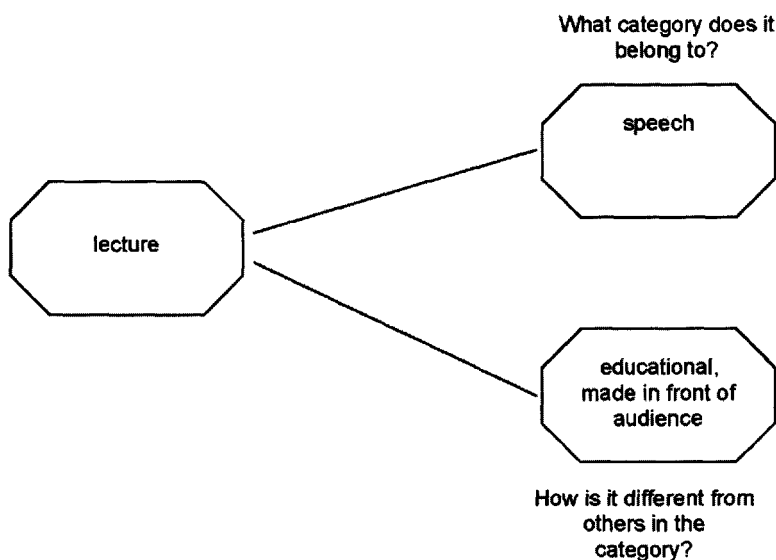 What category does it
belong to?
speech
lecture
educational,
made in front of
audience
How is it different from
others in the
category?